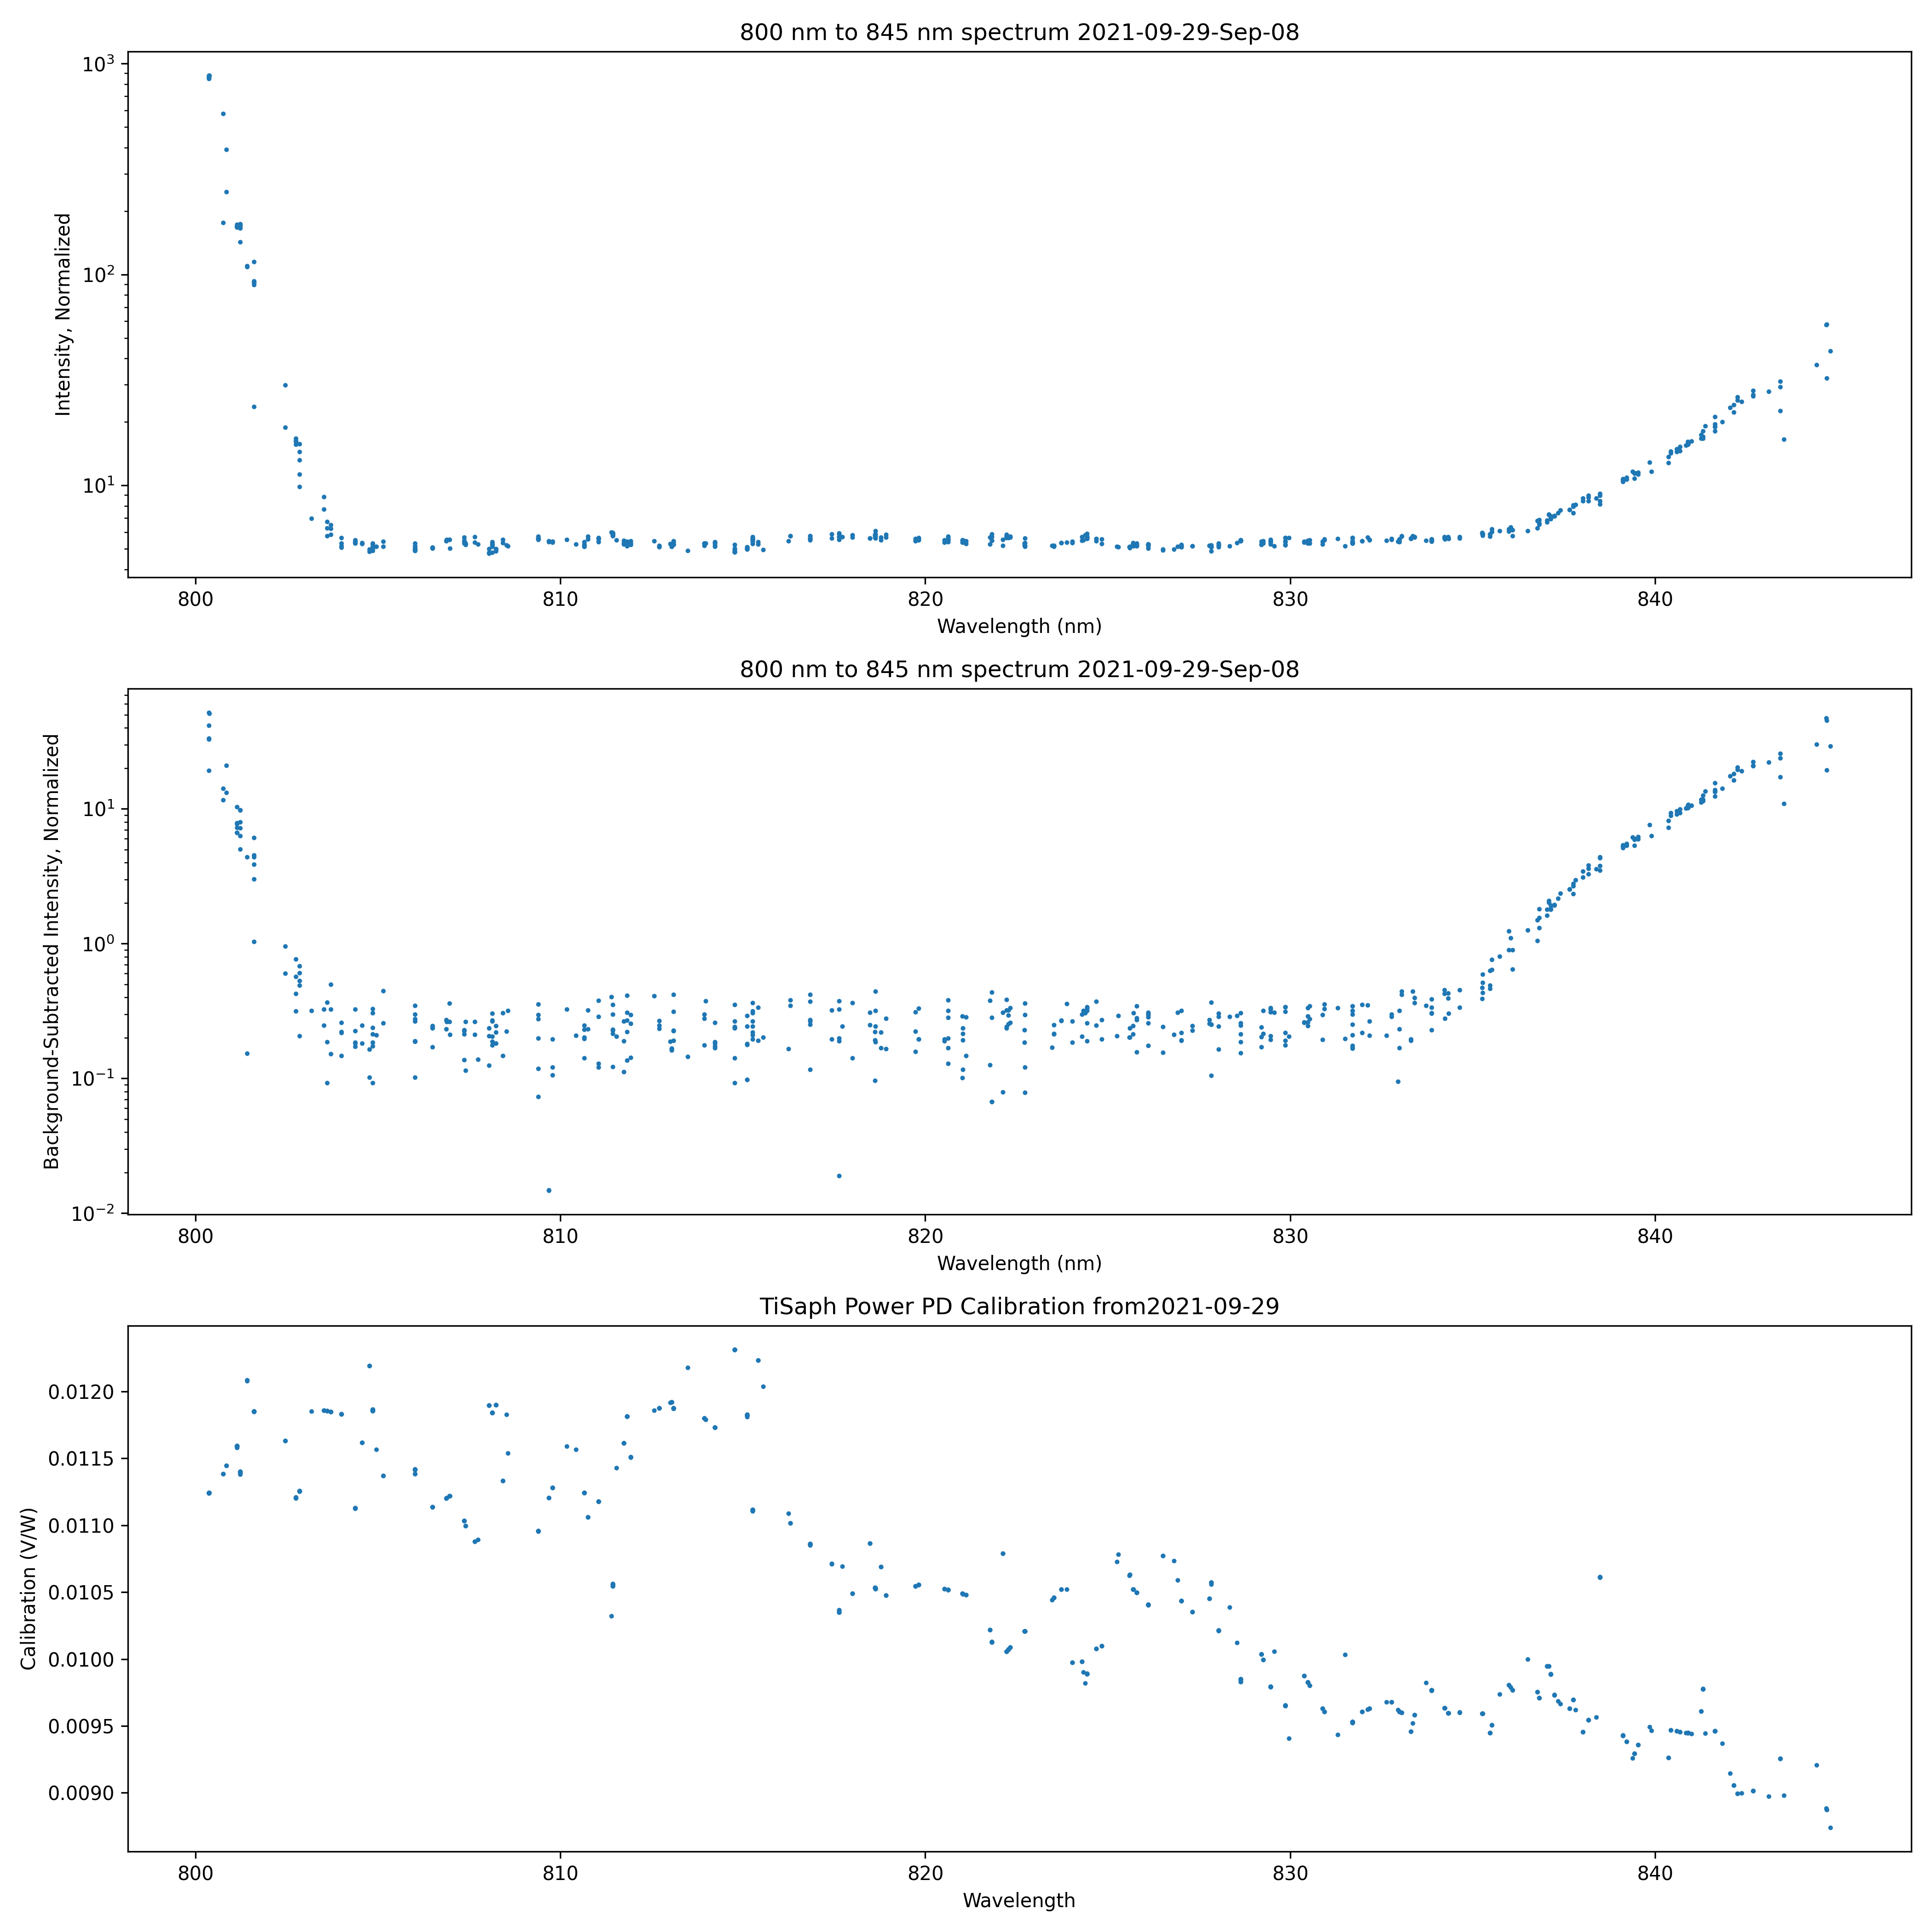 800 nm to 845 nm spectrum 2021-09-29-Sep-08
Intensity, Normalized
10³
10²
10¹
800 810 820 830 840
Wavelength (nm)
800 nm to 845 nm spectrum 2021-09-29-Sep-08
Background-Subtracted Intensity, Normalized
10¹
10⁰
10⁻¹
10⁻²
800 810 820 830 840
Wavelength (nm)
TiSaph Power PD Calibration from2021-09-29
Calibration (V/W)
0.0120
0.0115
0.0110
0.0105
0.0100
0.0095
0.0090
800 810 820 830 840
Wavelength